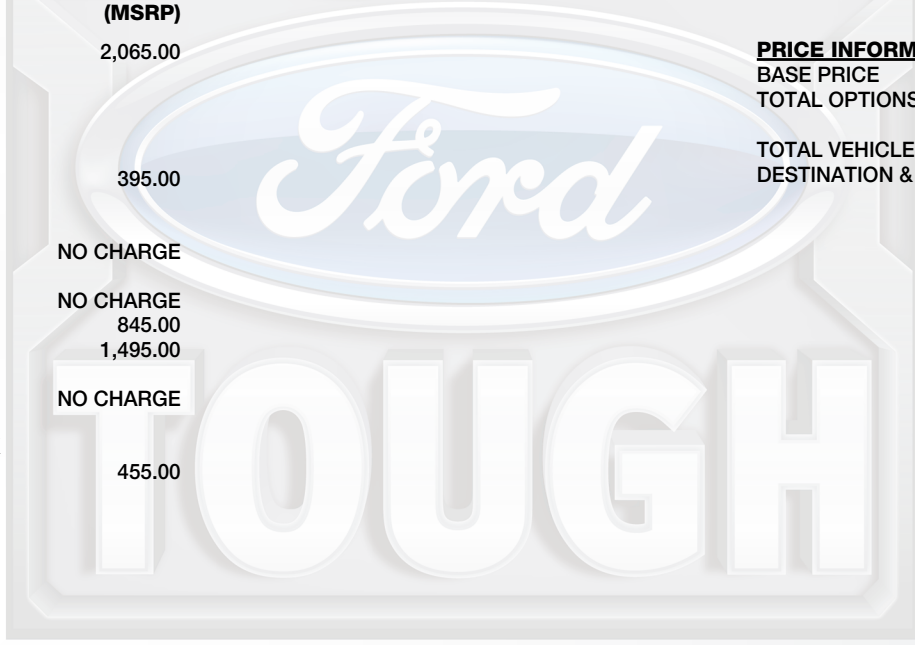 (MSRP)
2,065.00
395.00
NO CHARGE
NO CHARGE
845.00
1,495.00
NO CHARGE
455.00
PRICE INFORM
BASE PRICE
TOTAL OPTIONS
TOTAL VEHICLE
DESTINATION &
Ford
TOUGH